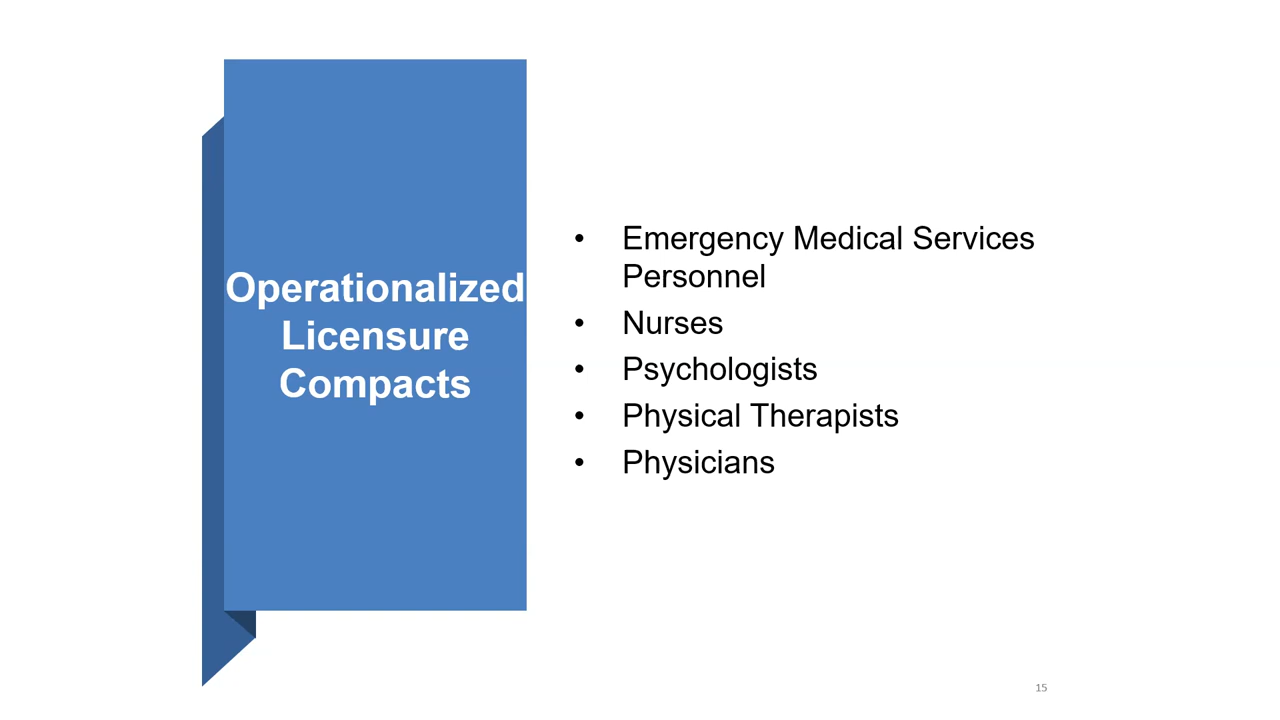 Operationalized
Licensure
Compacts
• Emergency Medical Services
Personnel
• Nurses
• Psychologists
• Physical Therapists
• Physicians
15